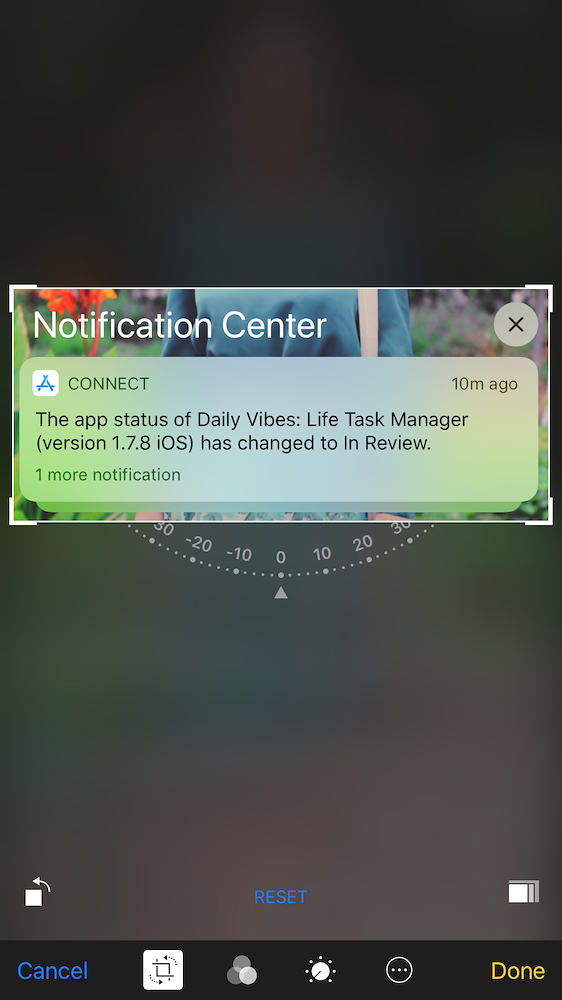 Notification Center
CONNECT
10m ago
The app status of Daily Vibes: Life Task Manager
(version 1.7.8 iOS) has changed to In Review.
1 more notification
30 -20 -10 0 10 20 30
RESET
Cancel
Done